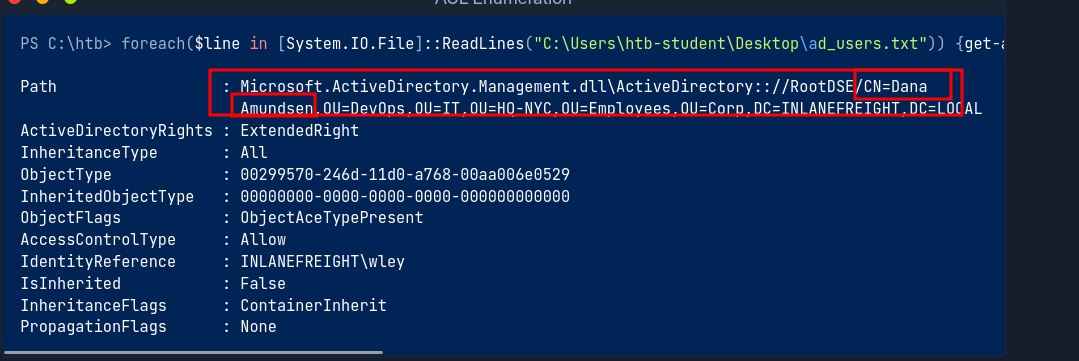 ACL Enumeration
PS C:\htb> foreach($line in [System.IO.File]::ReadLines("C:\Users\htb-student\Desktop\ad_users.txt")) {get-a
Path : Microsoft.ActiveDirectory.Management.dll\ActiveDirectory:://RootDSE/CN=Dana
Amundsen,OU=DevOps,OU=IT,OU=HQ-NYC,OU=Employees,OU=Corp,DC=INLANEFREIGHT,DC=LOCAL
ActiveDirectoryRights : ExtendedRight
InheritanceType : All
ObjectType : 00299570-246d-11d0-a768-00aa006e0529
InheritedObjectType : 00000000-0000-0000-0000-000000000000
ObjectFlags : ObjectAceTypePresent
AccessControlType : Allow
IdentityReference : INLANEFREIGHT\wley
IsInherited : False
InheritanceFlags : ContainerInherit
PropagationFlags : None